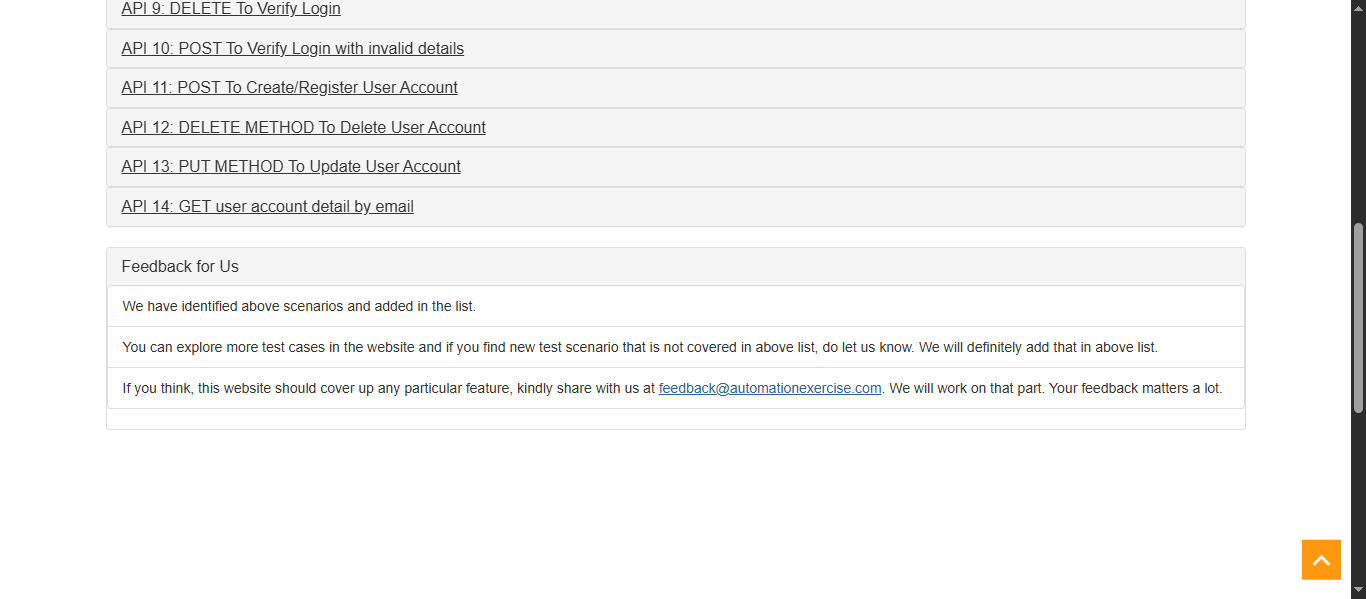 API 9: DELETE To Verify Login
API 10: POST To Verify Login with invalid details
API 11: POST To Create/Register User Account
API 12: DELETE METHOD To Delete User Account
API 13: PUT METHOD To Update User Account
API 14: GET user account detail by email
Feedback for Us
We have identified above scenarios and added in the list.
You can explore more test cases in the website and if you find new test scenario that is not covered in above list, do let us know. We will definitely add that in above list.
If you think, this website should cover up any particular feature, kindly share with us at feedback@automationexercise.com. We will work on that part. Your feedback matters a lot.